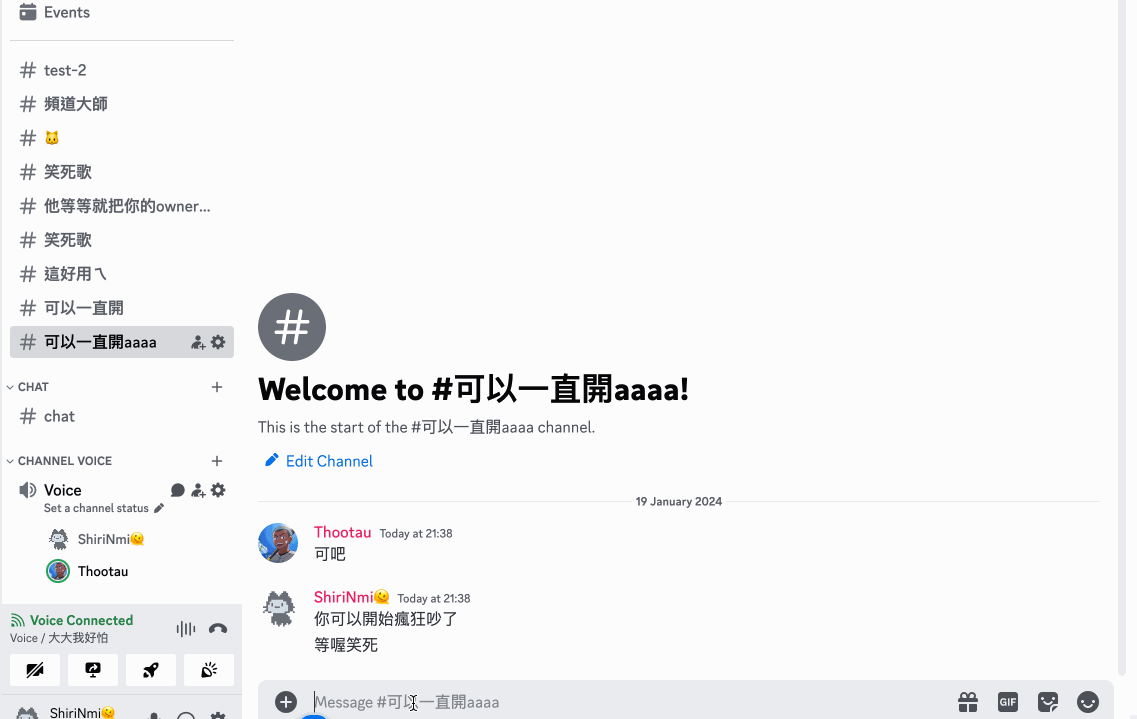 Events
test-2
頻道大師
🐱
笑死歌
他等等就把你的owner...
笑死歌
這好用ㄟ
可以一直開
可以一直開aaaa
CHAT
chat
CHANNEL VOICE
Voice
Set a channel status
ShiriNmi🫠
Thootau
Voice Connected
Voice / 大大我好怕
ShiriNmi🫠
Welcome to #可以一直開aaaa!
This is the start of the #可以一直開aaaa channel.
Edit Channel
19 January 2024
Thootau Today at 21:38
可吧
ShiriNmi🫠 Today at 21:38
你可以開始瘋狂吵了
等喔笑死
Message #可以一直開aaaa
GIF